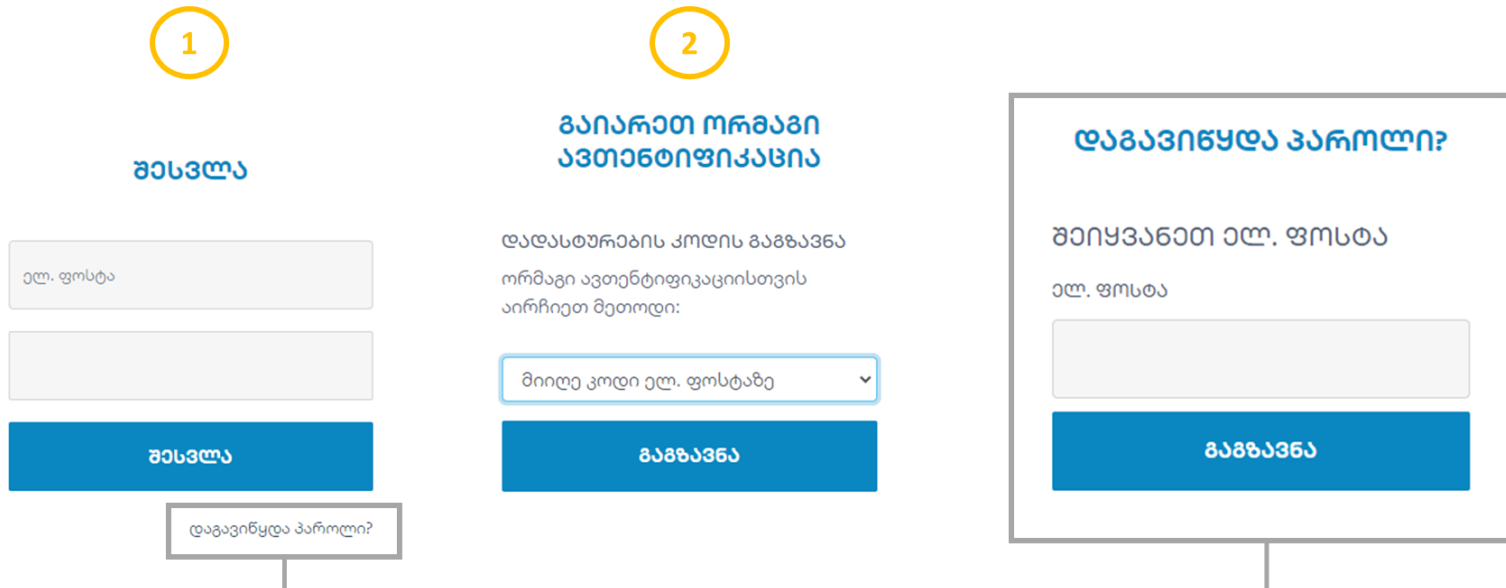 1
შესვლა
ელ. ფოსტა
შესვლა
დაგავიწყდა პაროლი?
2
გაიარეთ ორმაგი
ავთენტიფიკაცია
დადასტურების კოდის გაგზავნა
ორმაგი ავთენტიფიკაციისთვის
აირჩიეთ მეთოდი:
მიიღე კოდი ელ. ფოსტაზე
გაგზავნა
დაგავიწყდა პაროლი?
შეიყვანეთ ელ. ფოსტა
ელ. ფოსტა
გაგზავნა